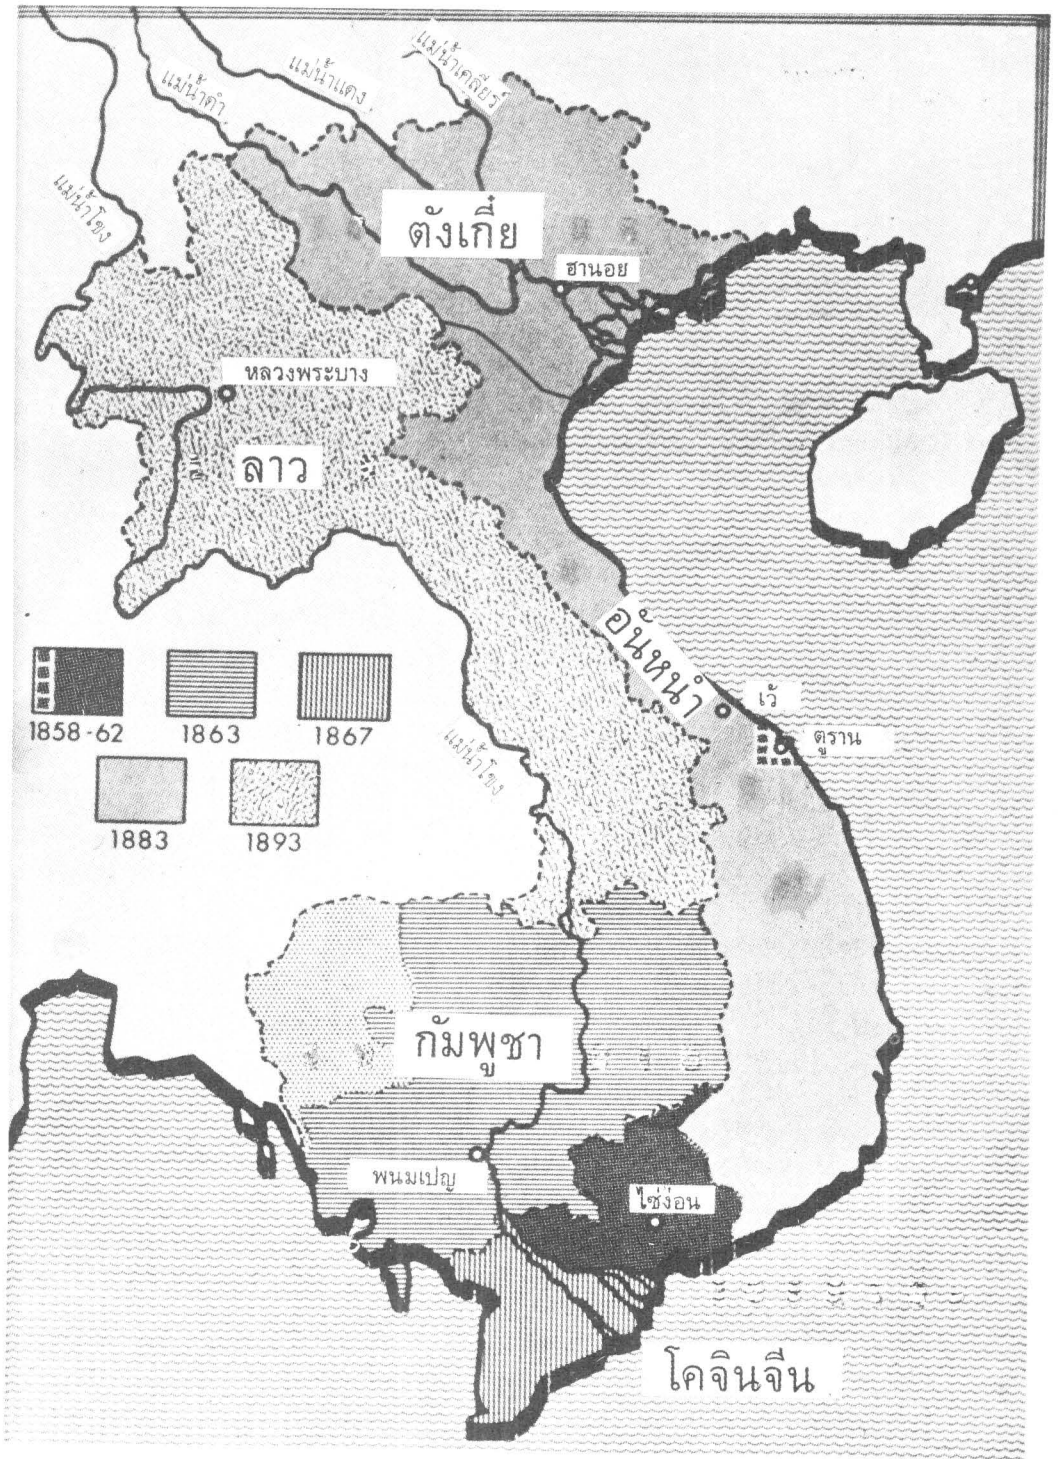 แม่น้ำดำ
แม่น้ำแดง
แม่น้ำเคลียร์
แม่น้ำโขง
ตังเกี๋ย
ฮานอย
หลวงพระบาง
ลาว
อันหนำ
เว้
ตูราน
1858-62
1863
1867
1883
1893
แม่น้ำโขง
กัมพูชา
พนมเปญ
ไซ่ง่อน
โคจินจีน